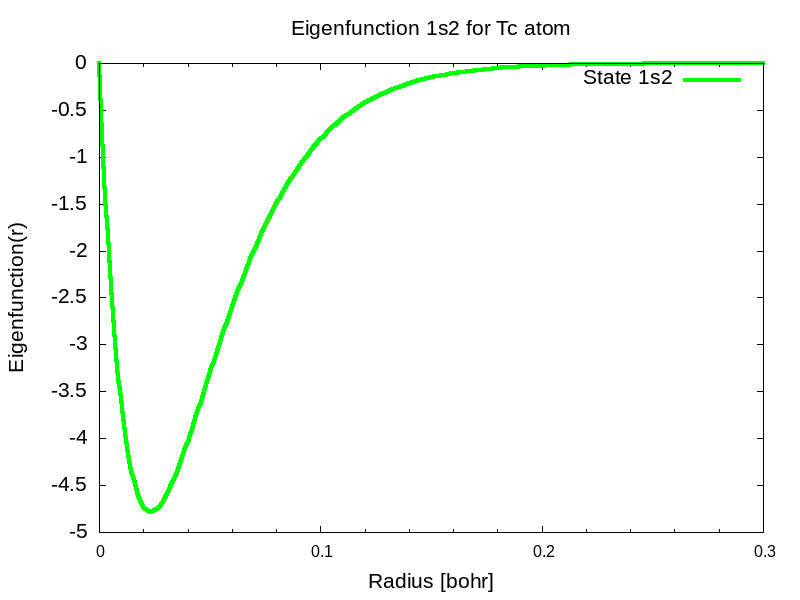 Eigenfunction 1s2 for Tc atom
State 1s2
0
-0.5
-1
-1.5
-2
-2.5
-3
-3.5
-4
-4.5
-5
Eigenfunction(r)
0 0.1 0.2 0.3
Radius [bohr]